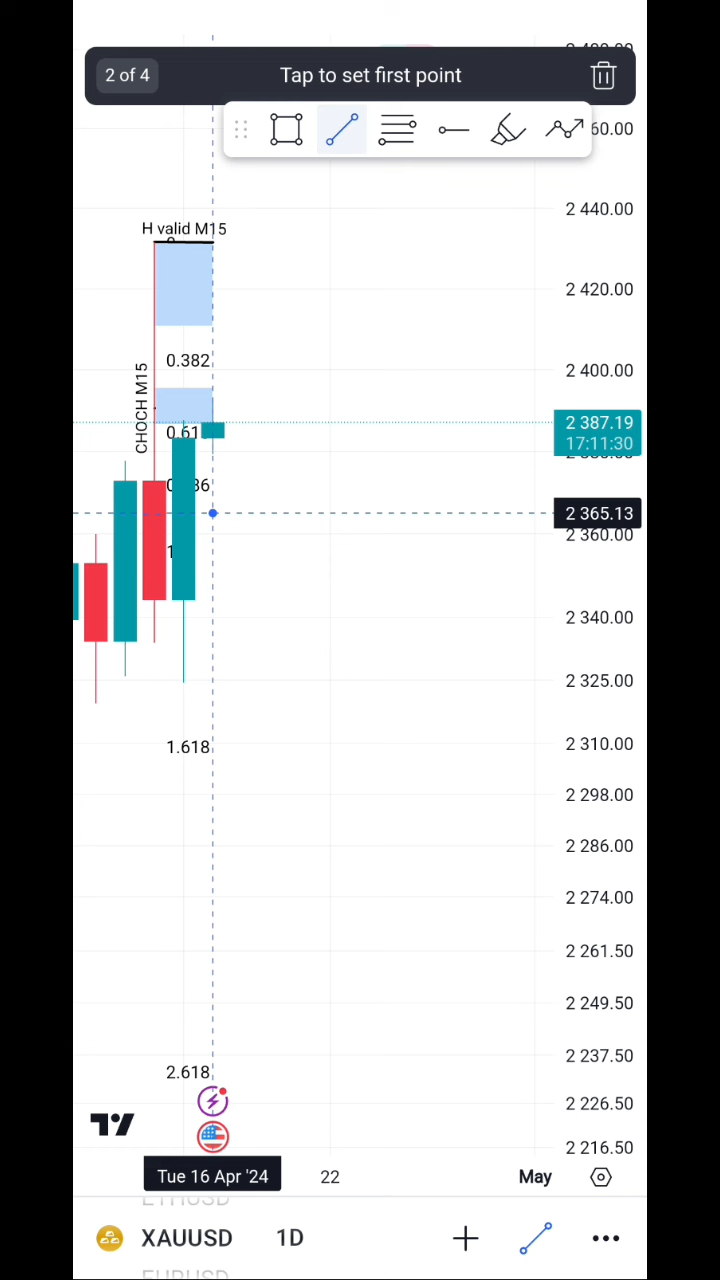 2 of 4
Tap to set first point
2 440.00
H valid M15
2 420.00
0.382
2 400.00
CHOCH M15
2 387.19
17:11:30
2 365.13
2 360.00
2 340.00
2 325.00
1.618
2 310.00
2 298.00
2 286.00
2 274.00
2 261.50
2 249.50
2 237.50
2.618
2 226.50
2 216.50
Tue 16 Apr '24
22
May
ETHUSD
XAUUSD
1D
EURUSD